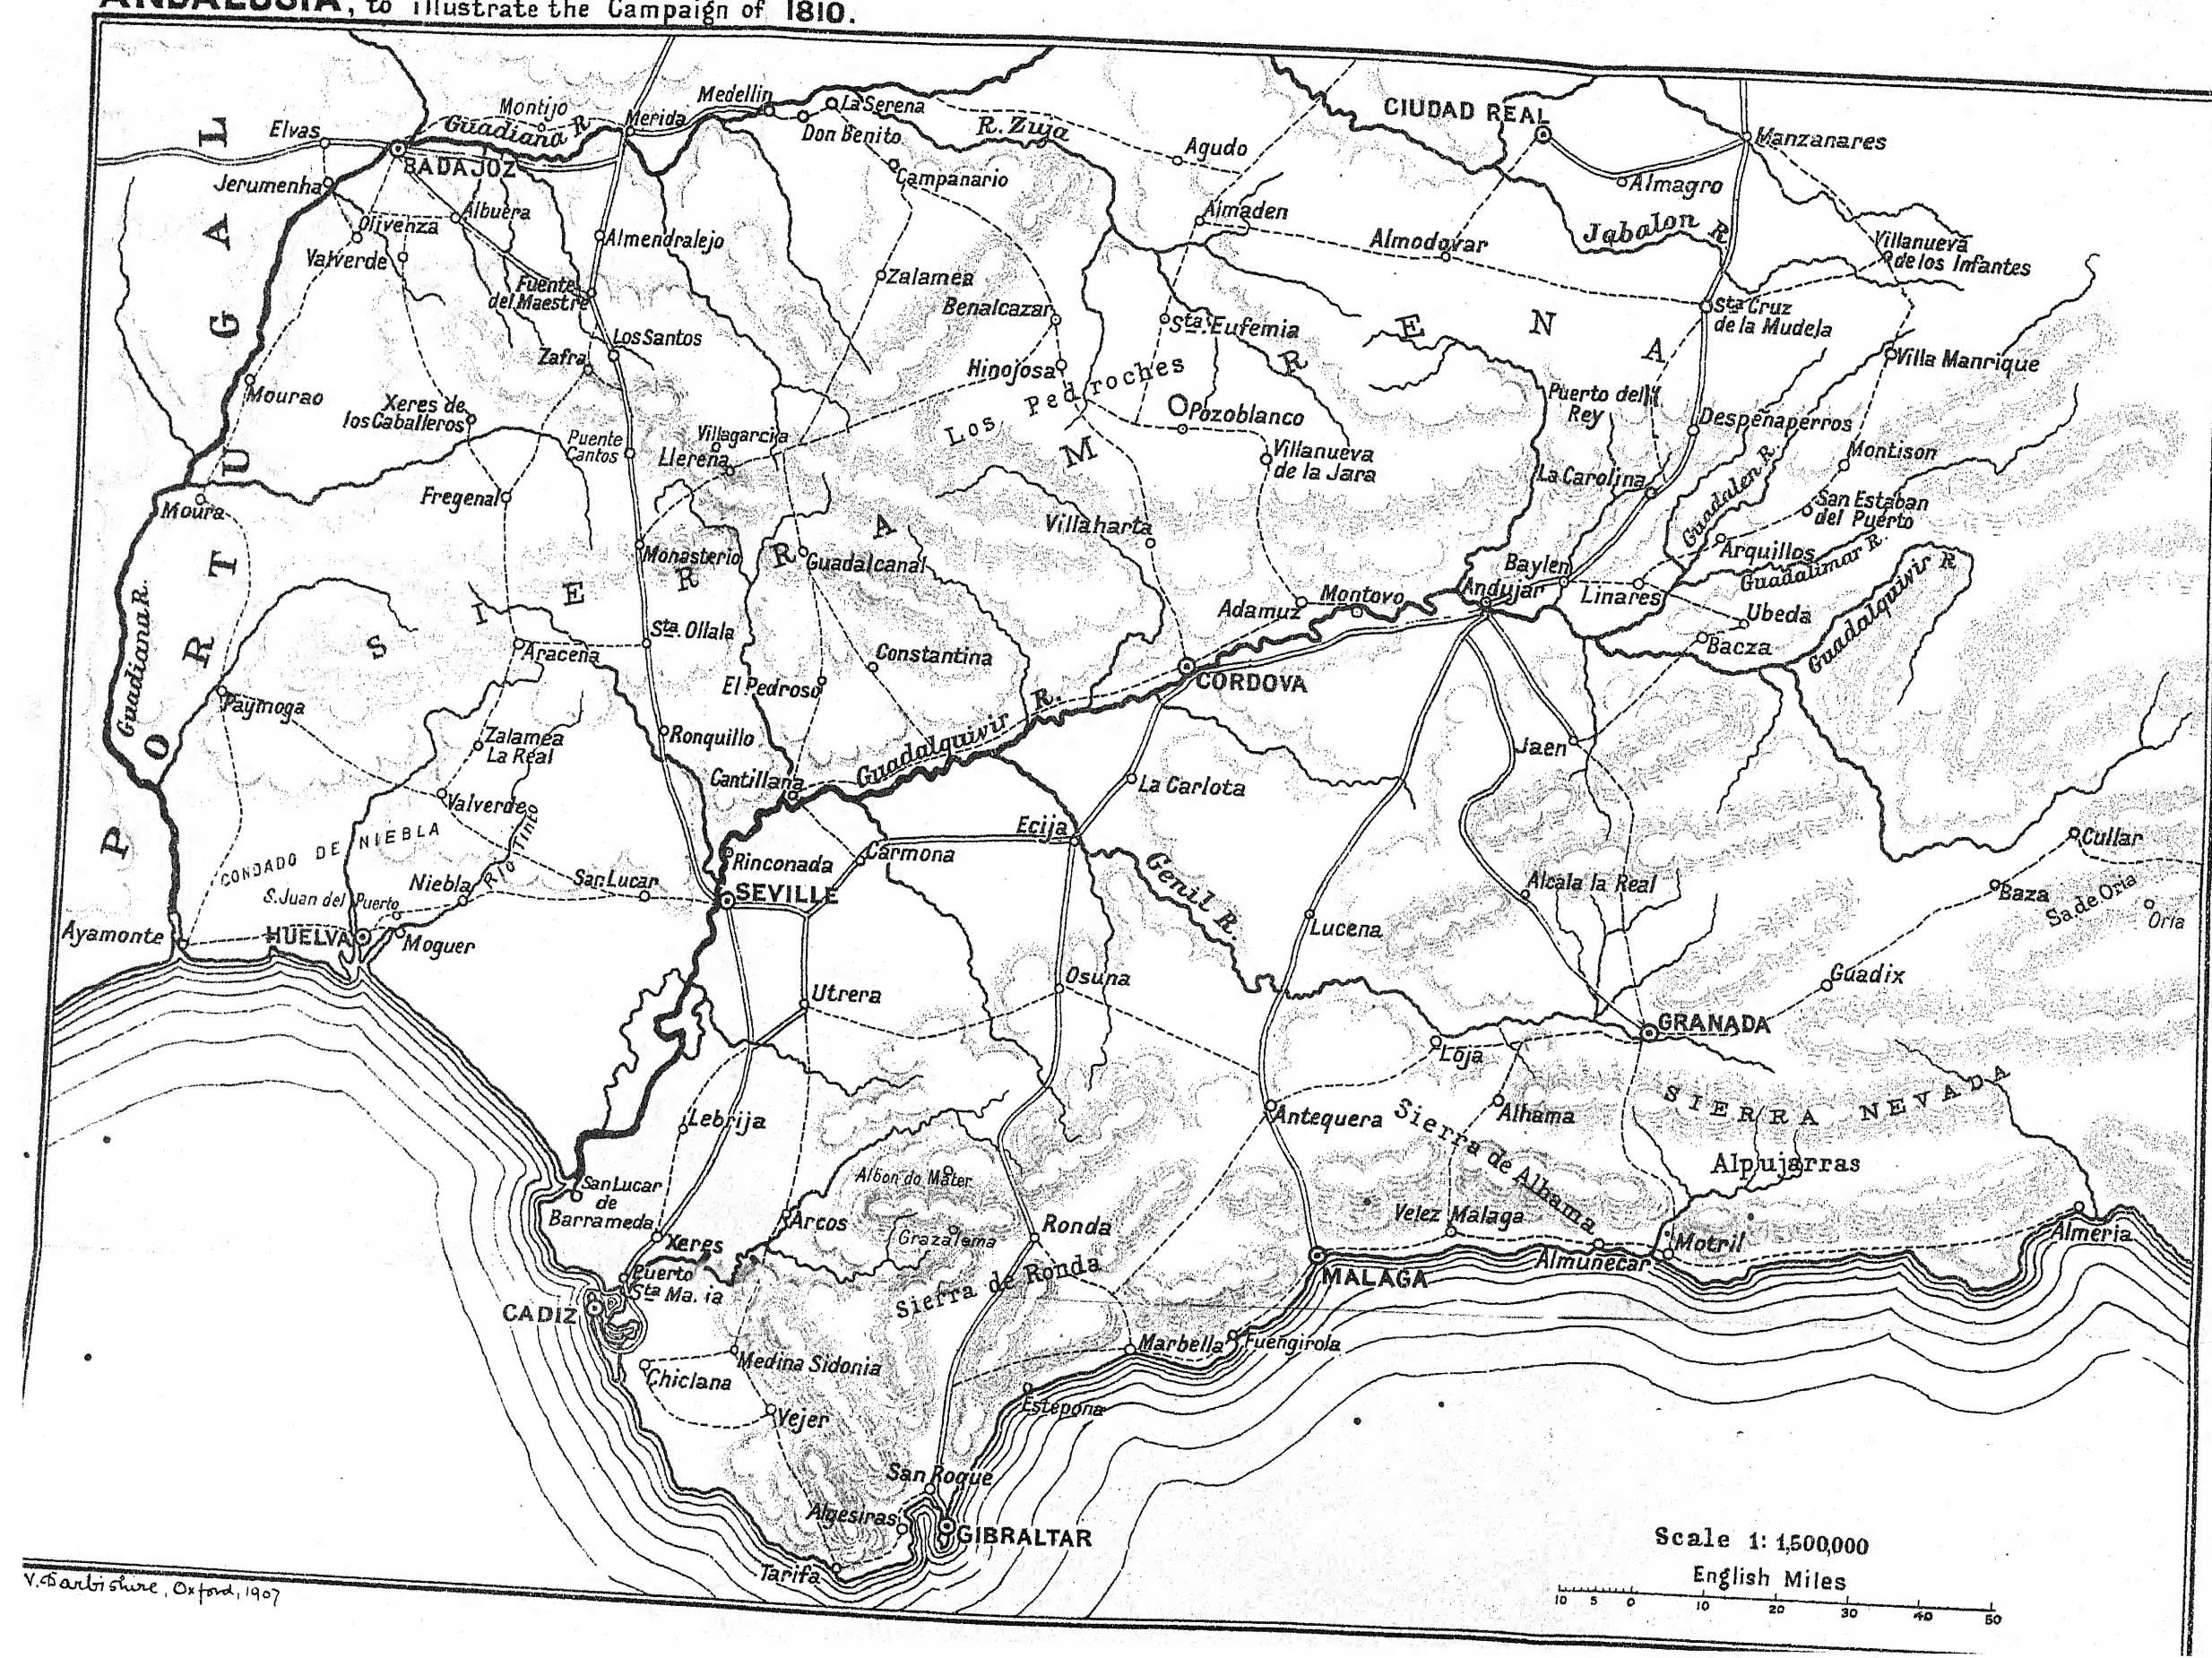 ANDALUSIA, to illustrate the Campaign of 1810.
PORTUGAL
SIERRA MORENA
Elvas
Montijo
Guadiana R.
Merida
Medellin
La Serena
Don Benito
R. Zuja
CIUDAD REAL
Manzanares
BADAJOZ
Jerumenha
Campanario
Agudo
Almagro
Olivenza
Albuera
Almendralejo
Almaden
Almodovar
Jabalon R.
Villanueva
de los Infantes
Valverde
Zalamea
Fuente
del Maestre
Benalcazar
Sta. Eufemia
Sta Cruz
de la Mudela
Los Santos
Zafra
Hinojosa
Los Pedroches
Villa Manrique
Mourao
Xeres de
los Caballeros
Pozoblanco
Puerto del
Rey
Despeñaperros
Puente
Cantos
Villagarcia
Llerena
Villanueva
de la Jara
Montison
Fregenal
La Carolina
Guadalen R.
San Estaban
del Puerto
Moura
Villaharta
Monasterio
Guadalcanal
Baylen
Arquillos
Guadalimar R.
Guadalquivir R
Adamuz
Montovo
Andujar
Linares
Ubeda
Sta. Ollala
Aracena
Constantina
Bacza
Guadiana R.
El Pedroso
CORDOVA
Paymoga
Zalamea
La Real
Ronquillo
Guadalquivir R.
Jaen
Cantillana
La Carlota
Valverde
Rio Tinto
CONDADO DE NIEBLA
Ecija
Cullar
Rinconada
Carmona
Genil R.
Alcala la Real
Baza
Sa. de Oria
Oria
Niebla
San Lucar
SEVILLE
S. Juan del Puerto
Ayamonte
HUELVA
Moguer
Lucena
Utrera
Osuna
Guadix
GRANADA
Loja
Lebrija
Antequera
Sierra de Alhama
Alhama
SIERRA NEVADA
Alpujarras
San Lucar
de
Barrameda
Albon do Mater
Arcos
Grazalema
Ronda
Velez Malaga
Xeres
Almuñecar
Motril
Almeria
Puerto
Sta Ma. ia
Sierra de Ronda
MALAGA
CADIZ
Marbella
Fuengirola
Medina Sidonia
Chiclana
Estepona
Vejer
San Roque
Algesiras
GIBRALTAR
Tarifa
Scale 1: 1,500,000
English Miles
10 5 0 10 20 30 40 50
V. Darbishire, Oxford, 1907